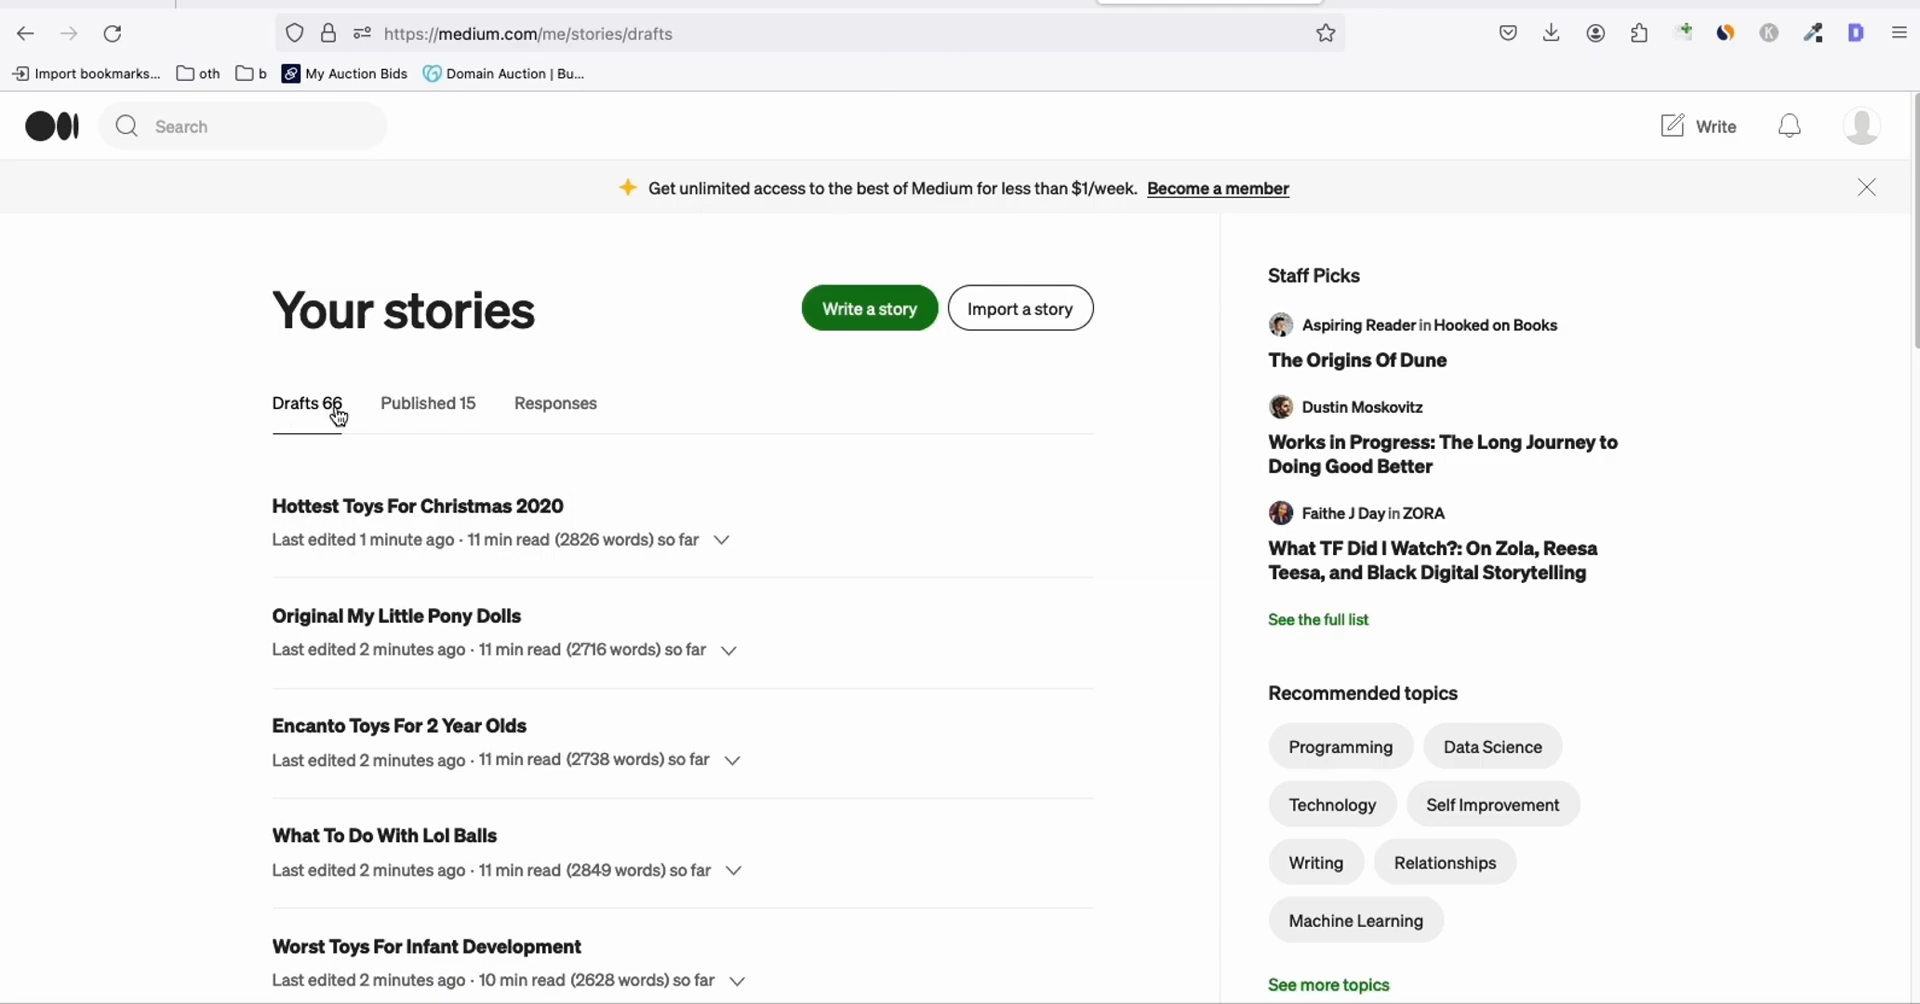 https://medium.com/me/stories/drafts
Import bookmarks... oth b My Auction Bids Domain Auction | Bu...
Search
Write
Get unlimited access to the best of Medium for less than $1/week. Become a member
Your stories
Write a story
Import a story
Drafts 66
Published 15
Responses
Hottest Toys For Christmas 2020
Last edited 1 minute ago · 11 min read (2826 words) so far
Original My Little Pony Dolls
Last edited 2 minutes ago · 11 min read (2716 words) so far
Encanto Toys For 2 Year Olds
Last edited 2 minutes ago · 11 min read (2738 words) so far
What To Do With Lol Balls
Last edited 2 minutes ago · 11 min read (2849 words) so far
Worst Toys For Infant Development
Last edited 2 minutes ago · 10 min read (2628 words) so far
Staff Picks
Aspiring Reader in Hooked on Books
The Origins Of Dune
Dustin Moskovitz
Works in Progress: The Long Journey to
Doing Good Better
Faithe J Day in ZORA
What TF Did I Watch?: On Zola, Reesa
Teesa, and Black Digital Storytelling
See the full list
Recommended topics
Programming
Data Science
Technology
Self Improvement
Writing
Relationships
Machine Learning
See more topics